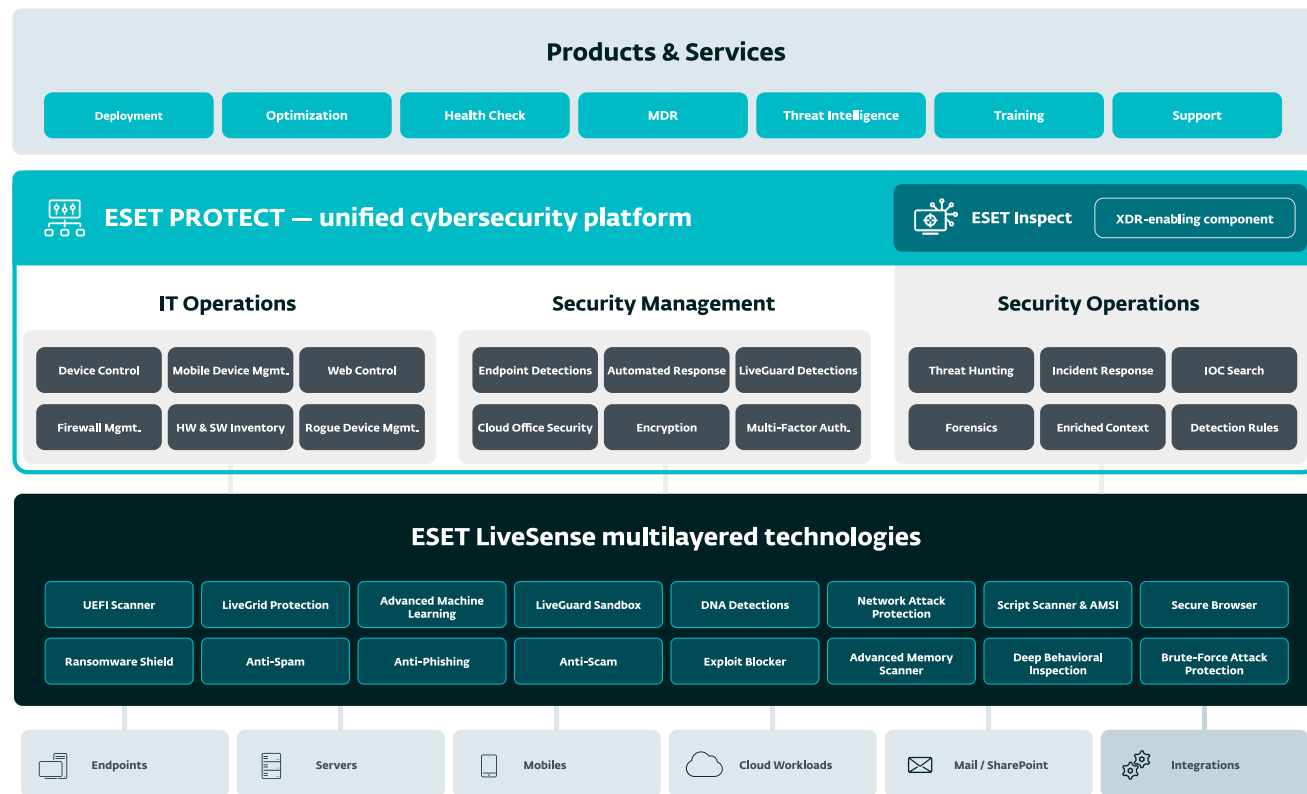 Products & Services
Deployment
Optimization
Health Check
MDR
Threat Intelligence
Training
Support
ESET PROTECT — unified cybersecurity platform
ESET Inspect
XDR-enabling component
IT Operations
Device Control
Mobile Device Mgmt.
Web Control
Firewall Mgmt.
HW & SW Inventory
Rogue Device Mgmt.
Security Management
Endpoint Detections
Automated Response
LiveGuard Detections
Cloud Office Security
Encryption
Multi-Factor Auth.
Security Operations
Threat Hunting
Incident Response
IOC Search
Forensics
Enriched Context
Detection Rules
ESET LiveSense multilayered technologies
UEFI Scanner
LiveGrid Protection
Advanced Machine
Learning
LiveGuard Sandbox
DNA Detections
Network Attack
Protection
Script Scanner & AMSI
Secure Browser
Ransomware Shield
Anti-Spam
Anti-Phishing
Anti-Scam
Exploit Blocker
Advanced Memory
Scanner
Deep Behavioral
Inspection
Brute-Force Attack
Protection
Endpoints
Servers
Mobiles
Cloud Workloads
Mail / SharePoint
Integrations